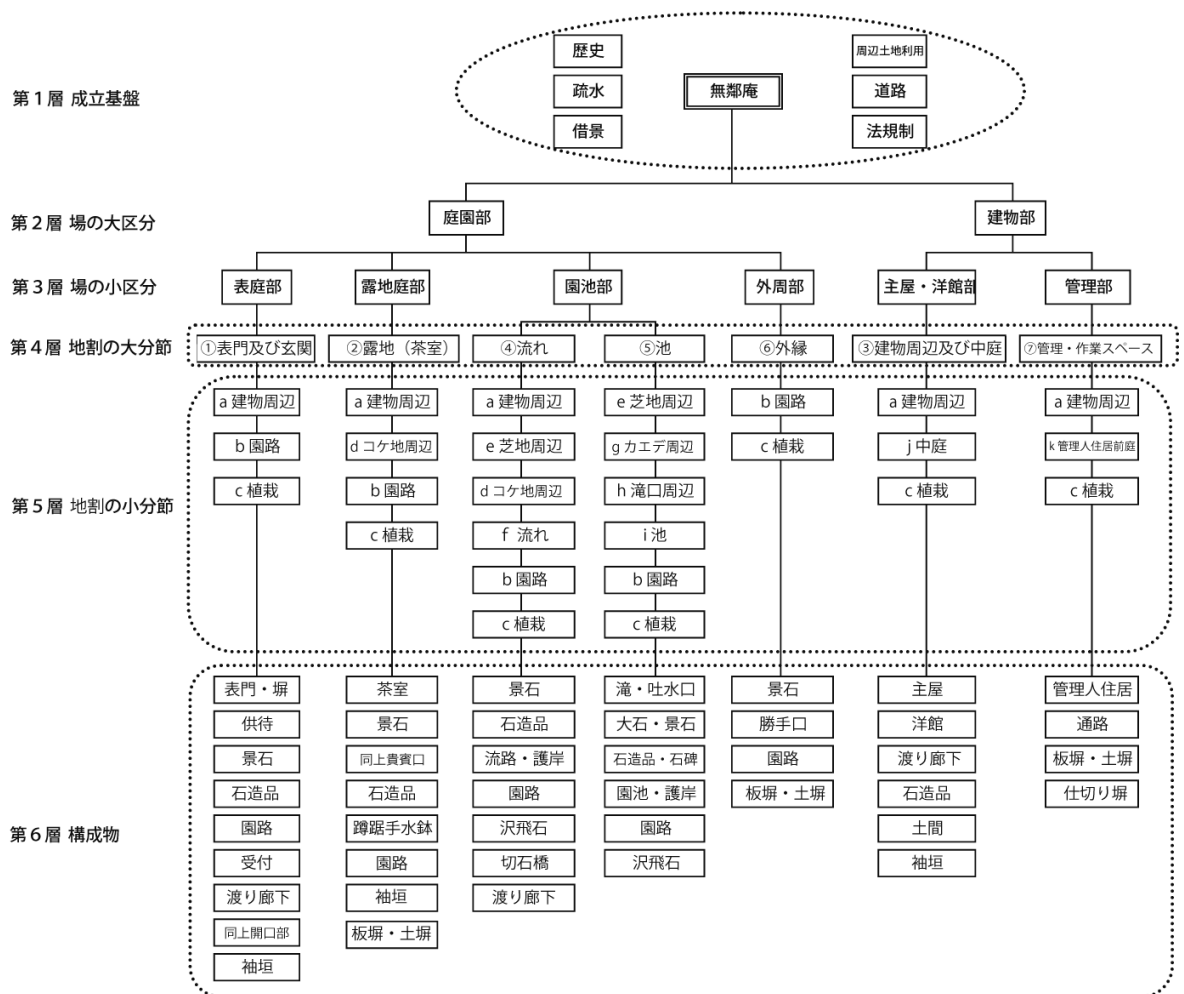 第１層 成立基盤
歴史
周辺土地利用
疏水
無鄰庵
道路
借景
法規制
第２層 場の大区分
庭園部
建物部
第３層 場の小区分
表庭部
露地庭部
園池部
外周部
主屋・洋館部
管理部
第４層 地割の大分節
①表門及び玄関
②露地（茶室）
④流れ
⑤池
⑥外縁
③建物周辺及び中庭
⑦管理・作業スペース
第５層 地割の小分節
a 建物周辺
b 園路
c 植栽
a 建物周辺
d コケ地周辺
b 園路
c 植栽
a 建物周辺
e 芝地周辺
d コケ地周辺
f 流れ
b 園路
c 植栽
e 芝地周辺
g カエデ周辺
h 滝口周辺
i 池
b 園路
c 植栽
b 園路
c 植栽
a 建物周辺
j 中庭
c 植栽
a 建物周辺
k 管理人住居前庭
c 植栽
第６層 構成物
表門・塀
供待
景石
石造品
園路
受付
渡り廊下
同上開口部
袖垣
茶室
景石
同上貴賓口
石造品
蹲踞手水鉢
園路
袖垣
板塀・土塀
景石
石造品
流路・護岸
園路
沢飛石
切石橋
渡り廊下
滝・吐水口
大石・景石
石造品・石碑
園池・護岸
園路
沢飛石
景石
勝手口
園路
板塀・土塀
主屋
洋館
渡り廊下
石造品
土間
袖垣
管理人住居
通路
板塀・土塀
仕切り塀